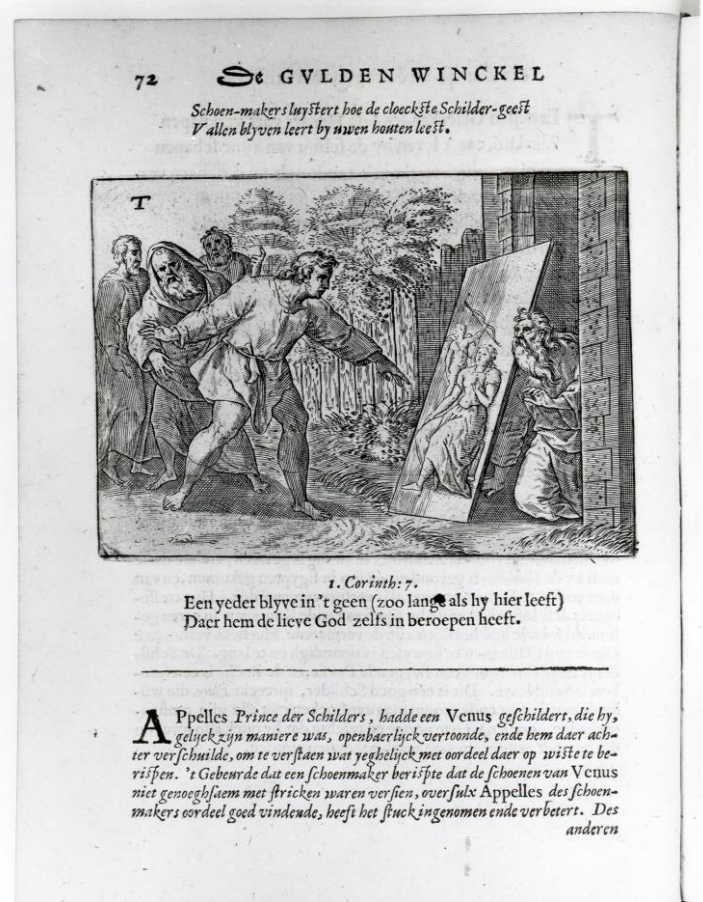 72 De GVLDEN WINCKEL
Schoen-makers luyſtert hoe de cloeckſte Schilder-geeſt
Vallen blyven leert by uwen houten leeſt.
T
1. Corinth: 7.
Een yeder blyve in 't geen (zoo lange als hy hier leeft)
Daer hem de lieve God zelfs in beroepen heeft.
APpelles Prince der Schilders, hadde een Venus geſchildert, die hy,
gelijck zijn maniere was, openbaerlijck vertoonde, ende hem daer ach-
ter verſchuilde, om te verſtaen wat yeghelijck met oordeel daer op wiſte te be-
riſpen. 't Gebeurde dat een ſchoenmaker beriſpte dat de ſchoenen van Venus
niet genoeghſaem met ſtricken waren verſien, overſulx Appelles des ſchoen-
makers oordeel goed vindende, heeft het ſtuck ingenomen ende verbetert. Des
anderen